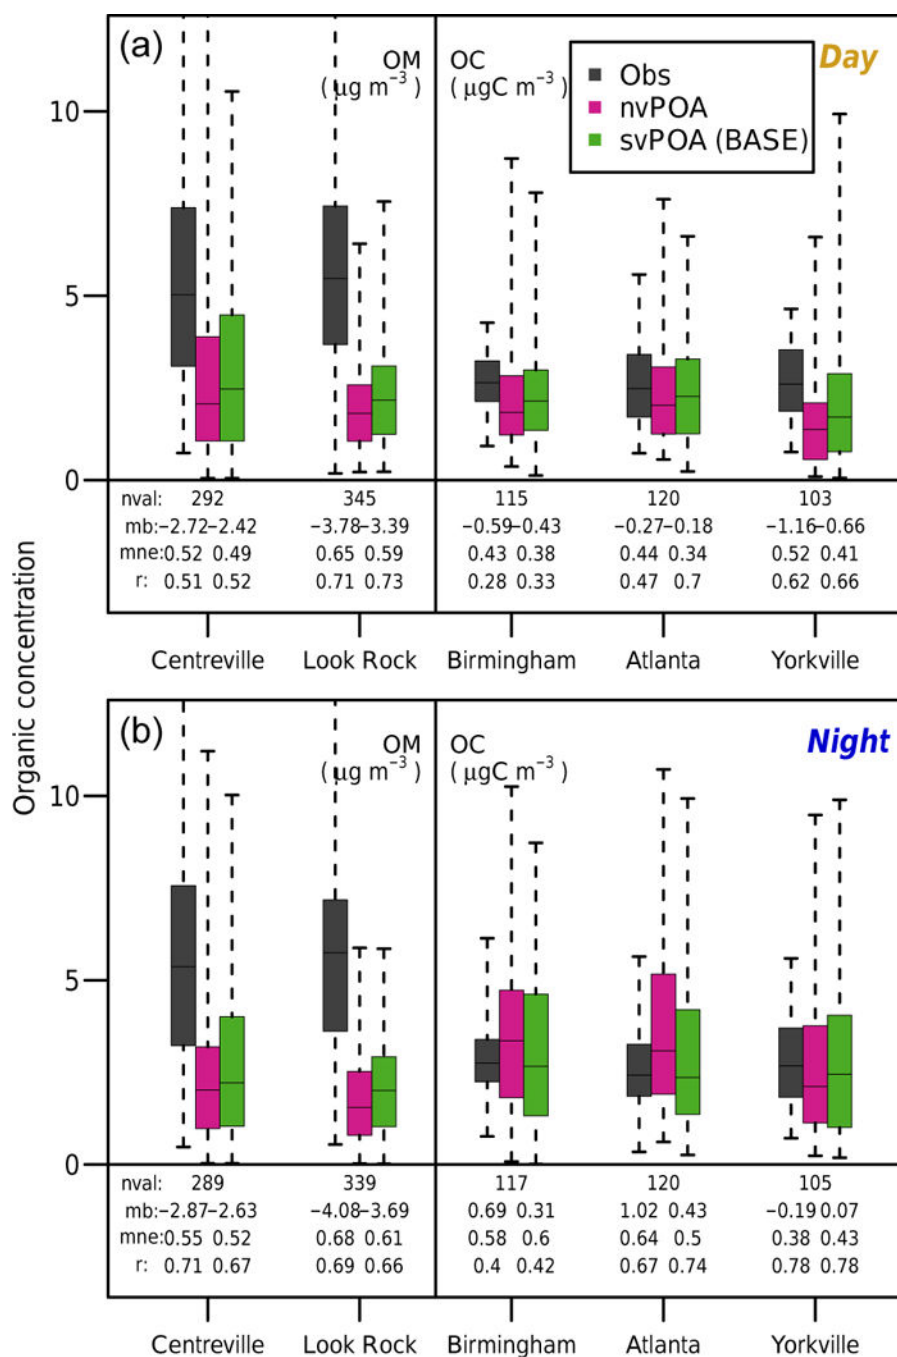 Organic concentration
(a)
OM
( μg m⁻³)
OC
( μgC m⁻³)
Day
Obs
nvPOA
svPOA (BASE)
10
5
0
nval: 292 345 115 120 103
mb: −2.72 −2.42 −3.78 −3.39 −0.59 −0.43 −0.27 −0.18 −1.16 −0.66
mne: 0.52 0.49 0.65 0.59 0.43 0.38 0.44 0.34 0.52 0.41
r: 0.51 0.52 0.71 0.73 0.28 0.33 0.47 0.7 0.62 0.66
Centreville Look Rock Birmingham Atlanta Yorkville
(b)
OM
( μg m⁻³)
OC
( μgC m⁻³)
Night
10
5
0
nval: 289 339 117 120 105
mb: −2.87 −2.63 −4.08 −3.69 0.69 0.31 1.02 0.43 −0.19 0.07
mne: 0.55 0.52 0.68 0.61 0.58 0.6 0.64 0.5 0.38 0.43
r: 0.71 0.67 0.69 0.66 0.4 0.42 0.67 0.74 0.78 0.78
Centreville Look Rock Birmingham Atlanta Yorkville